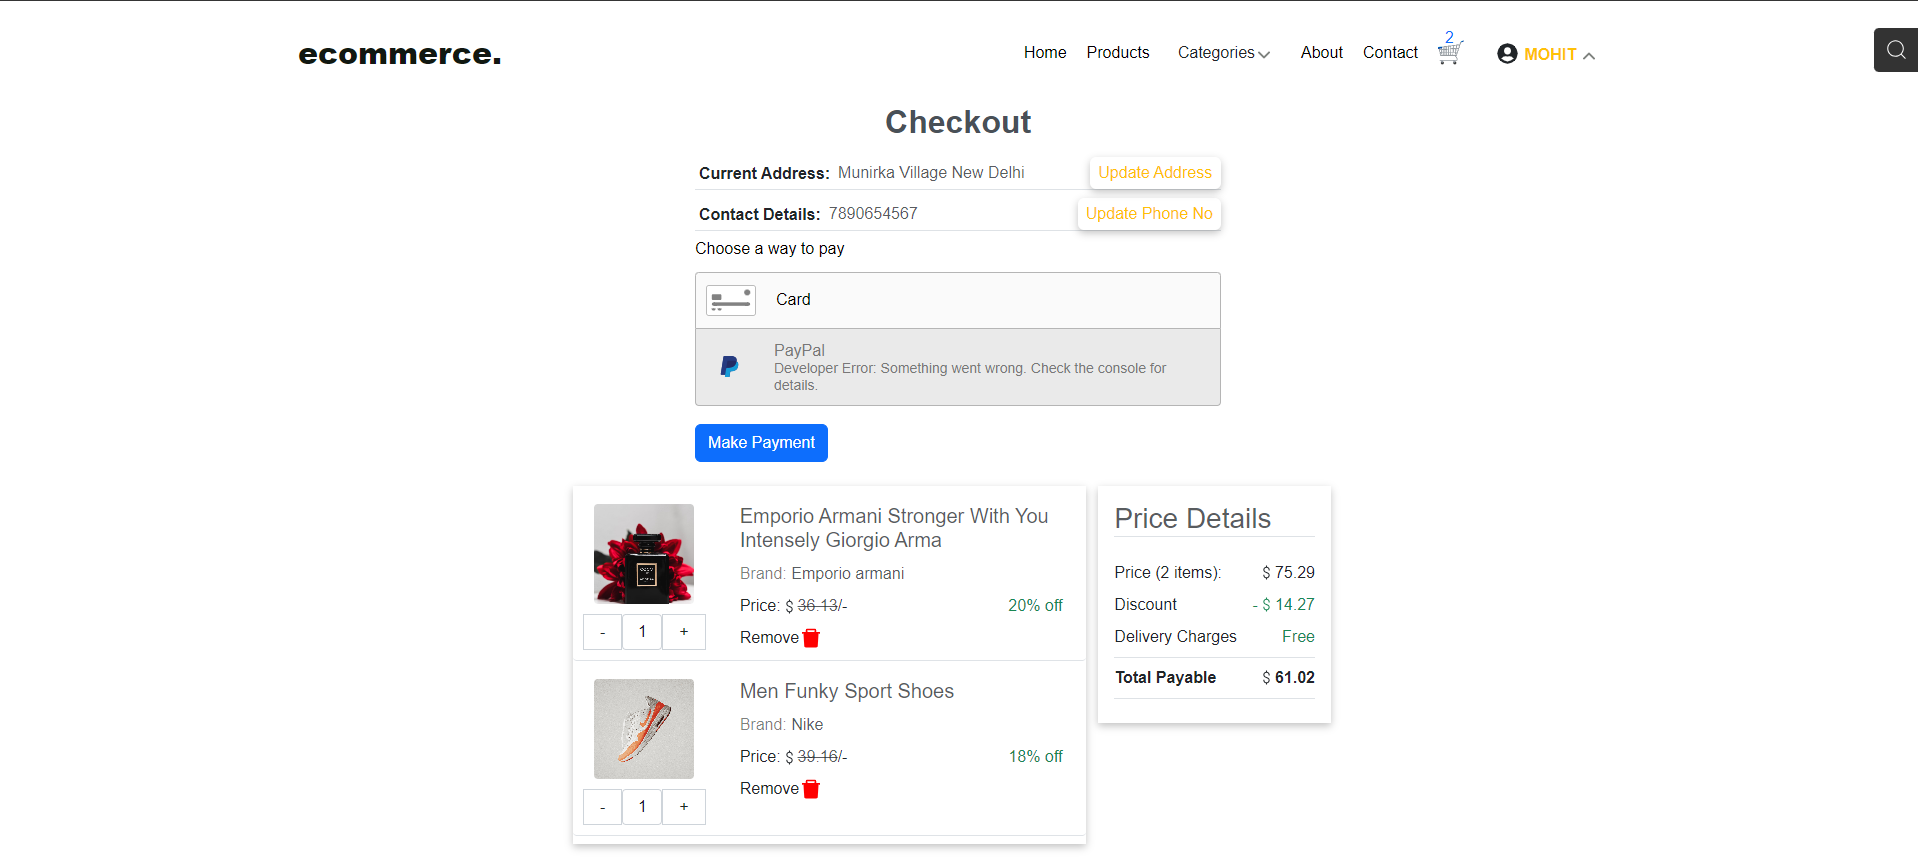 ecommerce.
Home Products Categories About Contact 2 MOHIT
Checkout
Current Address: Munirka Village New Delhi Update Address
Contact Details: 7890654567 Update Phone No
Choose a way to pay
Card
PayPal
Developer Error: Something went wrong. Check the console for
details.
Make Payment
Emporio Armani Stronger With You
Intensely Giorgio Arma
Brand: Emporio armani
Price: $ 36.13/- 20% off
- 1 +
Remove
Men Funky Sport Shoes
Brand: Nike
Price: $ 39.16/- 18% off
Remove
- 1 +
Price Details
Price (2 items): $ 75.29
Discount - $ 14.27
Delivery Charges Free
Total Payable $ 61.02